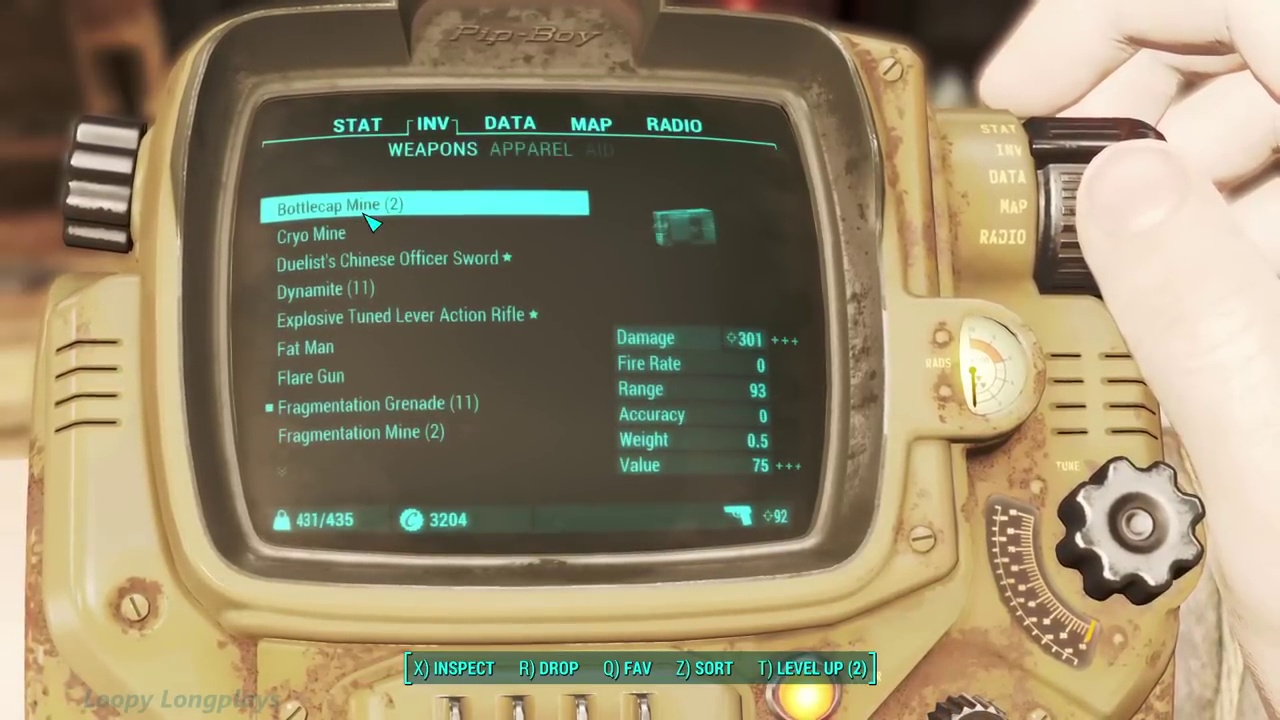 Pip-Boy
STAT INV DATA MAP RADIO
WEAPONS APPAREL AID
Bottlecap Mine (2)
Cryo Mine
Duelist's Chinese Officer Sword ★
Dynamite (11)
Explosive Tuned Lever Action Rifle ★
Fat Man
Flare Gun
Fragmentation Grenade (11)
Fragmentation Mine (2)
Damage 301 +++
Fire Rate 0
Range 93
Accuracy 0
Weight 0.5
Value 75 +++
431/435 3204 92
STAT
INV
DATA
MAP
RADIO
RADS
TUNE
X) INSPECT R) DROP Q) FAV Z) SORT T) LEVEL UP (2)
Loopy Longplays